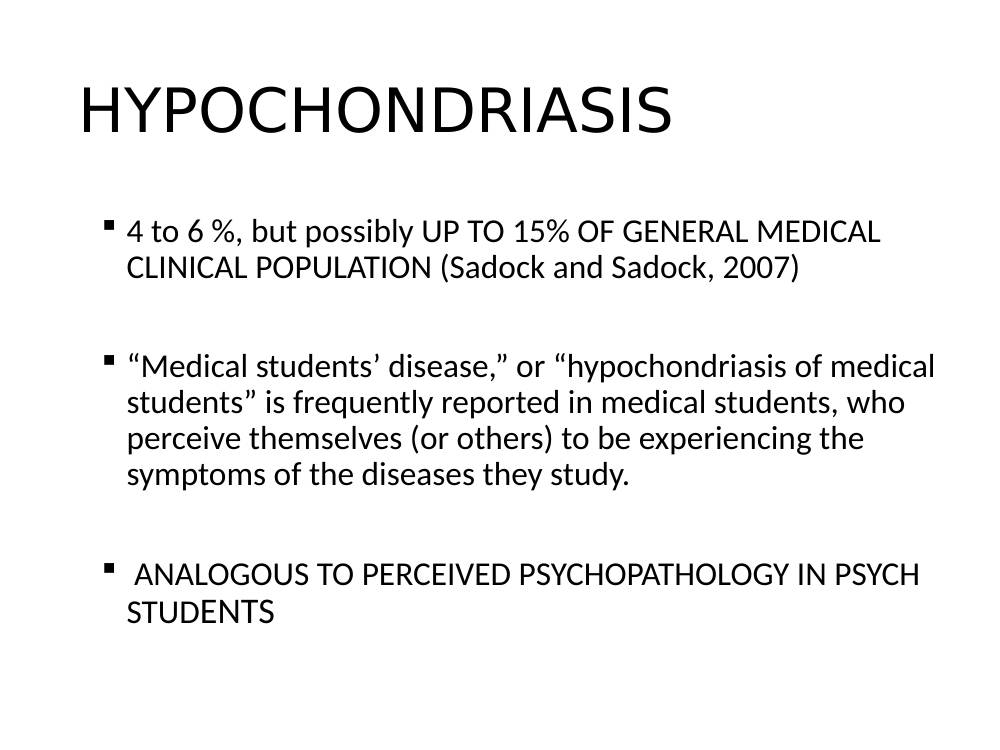 HYPOCHONDRIASIS
▪ 4 to 6 %, but possibly UP TO 15% OF GENERAL MEDICAL
CLINICAL POPULATION (Sadock and Sadock, 2007)
▪ “Medical students’ disease,” or “hypochondriasis of medical
students” is frequently reported in medical students, who
perceive themselves (or others) to be experiencing the
symptoms of the diseases they study.
▪ ANALOGOUS TO PERCEIVED PSYCHOPATHOLOGY IN PSYCH
STUDENTS